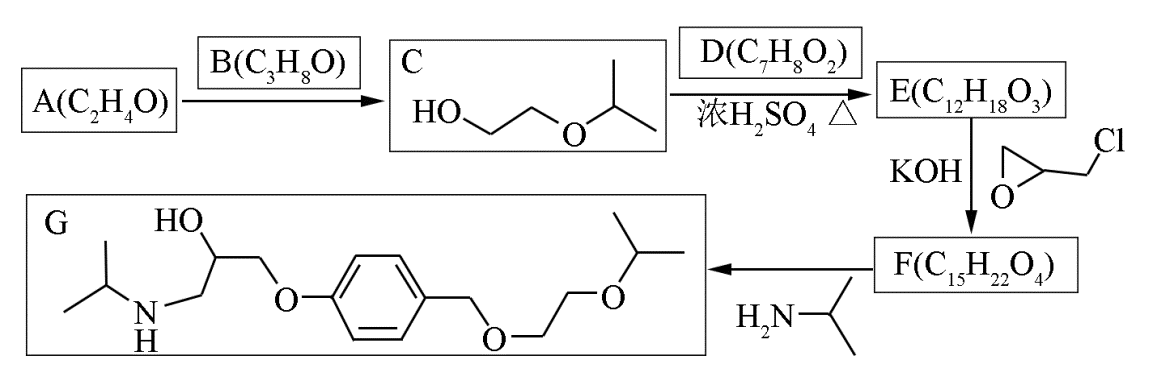 A(C₂H₄O)
B(C₃H₈O)
C
HO
O
D(C₇H₈O₂)
浓H₂SO₄ △
E(C₁₂H₁₈O₃)
KOH
O
Cl
F(C₁₅H₂₂O₄)
H₂N
G
HO
N
H
O
O
O